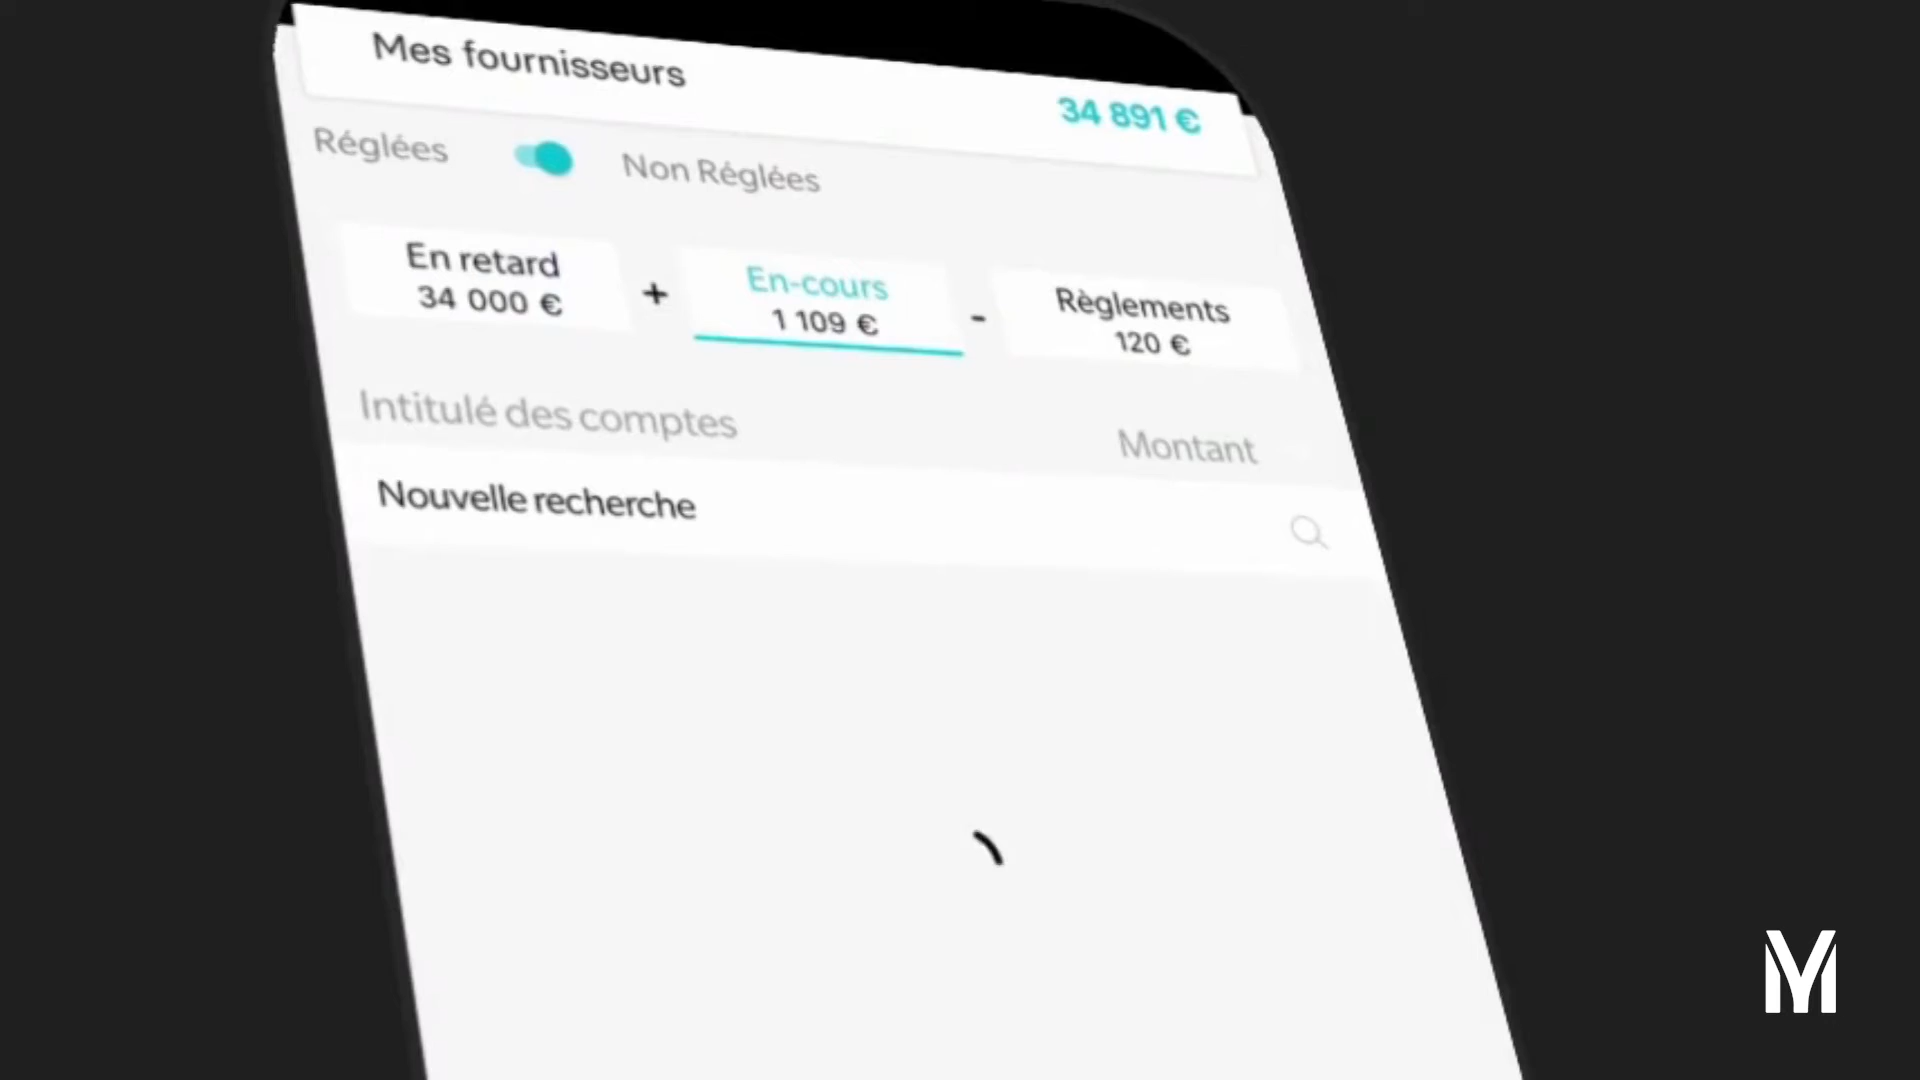 Mes fournisseurs
34 891 €
Réglées
Non Réglées
En retard
34 000 €
+
En-cours
1 109 €
-
Règlements
120 €
Intitulé des comptes
Montant
Nouvelle recherche